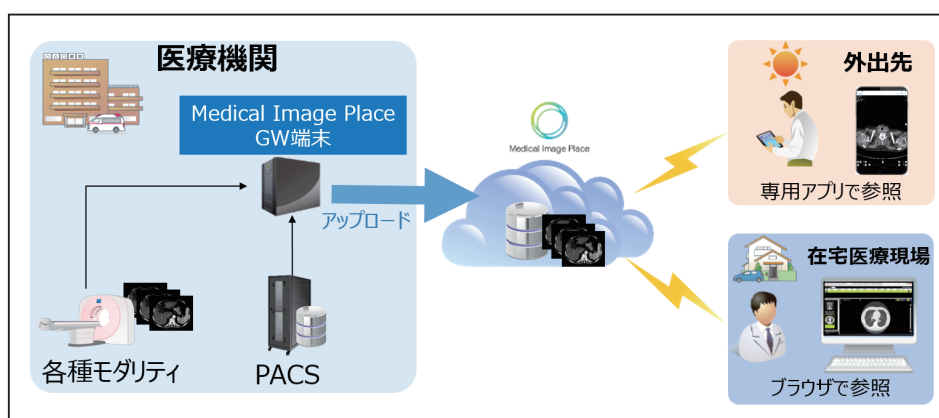 医療機関
Medical Image Place
GW端末
アップロード
各種モダリティ
PACS
Medical Image Place
外出先
専用アプリで参照
在宅医療現場
ブラウザで参照